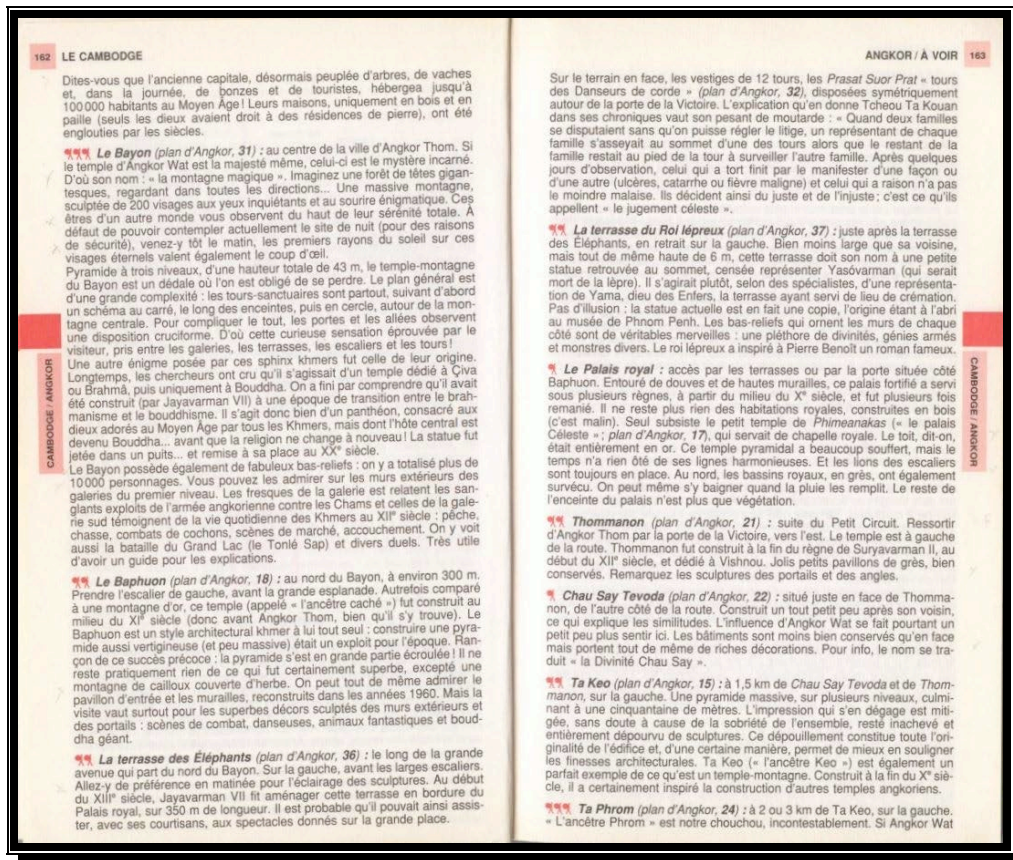 162 LE CAMBODGE
Dites-vous que l'ancienne capitale, désormais peuplée d'arbres, de vaches
et, dans la journée, de bonzes et de touristes, hébergea jusqu'à
100 000 habitants au Moyen Âge ! Leurs maisons, uniquement en bois et en
paille (seuls les dieux avaient droit à des résidences de pierre), ont été
englouties par les siècles.
Le Bayon (plan d'Angkor, 31) : au centre de la ville d'Angkor Thom. Si
le temple d'Angkor Wat est la majesté même, celui-ci est le mystère incarné.
D'où son nom : « la montagne magique ». Imaginez une forêt de têtes gigan-
tesques, regardant dans toutes les directions... Une massive montagne,
sculptée de 200 visages aux yeux inquiétants et au sourire énigmatique. Ces
êtres d'un autre monde vous observent du haut de leur sérénité totale. À
défaut de pouvoir contempler actuellement le site de nuit (pour des raisons
de sécurité), venez-y tôt le matin, les premiers rayons du soleil sur ces
visages éternels valent également le coup d'œil.
Pyramide à trois niveaux, d'une hauteur totale de 43 m, le temple-montagne
du Bayon est un dédale où l'on est obligé de se perdre. Le plan général est
d'une grande complexité : les tours-sanctuaires sont partout, suivant d'abord
un schéma au carré, le long des enceintes, puis en cercle, autour de la mon-
tagne centrale. Pour compliquer le tout, les portes et les allées observent
une disposition cruciforme. D'où cette curieuse sensation éprouvée par le
visiteur, pris entre les galeries, les terrasses, les escaliers et les tours !
Une autre énigme posée par ces sphinx khmers fut celle de leur origine.
Longtemps, les chercheurs ont cru qu'il s'agissait d'un temple dédié à Çiva
ou Brahmâ, puis uniquement à Bouddha. On a fini par comprendre qu'il avait
été construit (par Jayavarman VII) à une époque de transition entre le brah-
manisme et le bouddhisme. Il s'agit donc bien d'un panthéon, consacré aux
dieux adorés au Moyen Âge par tous les Khmers, mais dont l'hôte central est
devenu Bouddha... avant que la religion ne change à nouveau ! La statue fut
jetée dans un puits... et remise à sa place au XXe siècle.
Le Bayon possède également de fabuleux bas-reliefs : on y a totalisé plus de
10 000 personnages. Vous pouvez les admirer sur les murs extérieurs des
galeries du premier niveau. Les fresques de la galerie est relatent les san-
glants exploits de l'armée angkorienne contre les Chams et celles de la gale-
rie sud témoignent de la vie quotidienne des Khmers au XIIe siècle : pêche,
chasse, combats de cochons, scènes de marché, accouchement. On y voit
aussi la bataille du Grand Lac (le Tonlé Sap) et divers duels. Très utile
d'avoir un guide pour les explications.
Le Baphuon (plan d'Angkor, 18) : au nord du Bayon, à environ 300 m.
Prendre l'escalier de gauche, avant la grande esplanade. Autrefois comparé
à une montagne d'or, ce temple (appelé « l'ancêtre caché ») fut construit au
milieu du XIe siècle (donc avant Angkor Thom, bien qu'il s'y trouve). Le
Baphuon est un style architectural khmer à lui tout seul : construire une pyra-
mide aussi vertigineuse (et peu massive) était un exploit pour l'époque. Ran-
çon de ce succès précoce : la pyramide s'est en grande partie écroulée ! Il ne
reste pratiquement rien de ce qui fut certainement superbe, excepté une
montagne de cailloux couverte d'herbe. On peut tout de même admirer le
pavillon d'entrée et les murailles, reconstruits dans les années 1960. Mais la
visite vaut surtout pour les superbes décors sculptés des murs extérieurs et
des portails : scènes de combat, danseuses, animaux fantastiques et boud-
dha géant.
La terrasse des Éléphants (plan d'Angkor, 36) : le long de la grande
avenue qui part du nord du Bayon. Sur la gauche, avant les larges escaliers.
Allez-y de préférence en matinée pour l'éclairage des sculptures. Au début
du XIIIe siècle, Jayavarman VII fit aménager cette terrasse en bordure du
Palais royal, sur 350 m de longueur. Il est probable qu'il pouvait ainsi assis-
ter, avec ses courtisans, aux spectacles donnés sur la grande place.
CAMBODGE / ANGKOR
ANGKOR / À VOIR 163
Sur le terrain en face, les vestiges de 12 tours, les Prasat Suor Prat « tours
des Danseurs de corde » (plan d'Angkor, 32), disposées symétriquement
autour de la porte de la Victoire. L'explication qu'en donne Tcheou Ta Kouan
dans ses chroniques vaut son pesant de moutarde : « Quand deux familles
se disputaient sans qu'on puisse régler le litige, un représentant de chaque
famille s'asseyait au sommet d'une des tours alors que le restant de la
famille restait au pied de la tour à surveiller l'autre famille. Après quelques
jours d'observation, celui qui a tort finit par le manifester d'une façon ou
d'une autre (ulcères, catarrhe ou fièvre maligne) et celui qui a raison n'a pas
le moindre malaise. Ils décident ainsi du juste et de l'injuste ; c'est ce qu'ils
appellent « le jugement céleste ».
La terrasse du Roi lépreux (plan d'Angkor, 37) : juste après la terrasse
des Éléphants, en retrait sur la gauche. Bien moins large que sa voisine,
mais tout de même haute de 6 m, cette terrasse doit son nom à une petite
statue retrouvée au sommet, censée représenter Yasóvarman (qui serait
mort de la lèpre). Il s'agirait plutôt, selon des spécialistes, d'une représenta-
tion de Yama, dieu des Enfers, la terrasse ayant servi de lieu de crémation.
Pas d'illusion : la statue actuelle est en fait une copie, l'origine étant à l'abri
au musée de Phnom Penh. Les bas-reliefs qui ornent les murs de chaque
côté sont de véritables merveilles : une pléthore de divinités, génies armés
et monstres divers. Le roi lépreux a inspiré à Pierre Benoît un roman fameux.
Le Palais royal : accès par les terrasses ou par la porte située côté
Baphuon. Entouré de douves et de hautes murailles, ce palais fortifié a servi
sous plusieurs règnes, à partir du milieu du Xe siècle, et fut plusieurs fois
remanié. Il ne reste plus rien des habitations royales, construites en bois
(c'est malin). Seul subsiste le petit temple de Phimeanakas (« le palais
Céleste » ; plan d'Angkor, 17), qui servait de chapelle royale. Le toit, dit-on,
était entièrement en or. Ce temple pyramidal a beaucoup souffert, mais le
temps n'a rien ôté de ses lignes harmonieuses. Et les lions des escaliers
sont toujours en place. Au nord, les bassins royaux, en grès, ont également
survécu. On peut même s'y baigner quand la pluie les remplit. Le reste de
l'enceinte du palais n'est plus que végétation.
Thommanon (plan d'Angkor, 21) : suite du Petit Circuit. Ressortir
d'Angkor Thom par la porte de la Victoire, vers l'est. Le temple est à gauche
de la route. Thommanon fut construit à la fin du règne de Suryavarman II, au
début du XIIe siècle, et dédié à Vishnou. Jolis petits pavillons de grès, bien
conservés. Remarquez les sculptures des portails et des angles.
Chau Say Tevoda (plan d'Angkor, 22) : situé juste en face de Thomma-
non, de l'autre côté de la route. Construit un tout petit peu après son voisin,
ce qui explique les similitudes. L'influence d'Angkor Wat se fait pourtant un
petit peu plus sentir ici. Les bâtiments sont moins bien conservés qu'en face
mais portent tout de même de riches décorations. Pour info, le nom se tra-
duit « la Divinité Chau Say ».
Ta Keo (plan d'Angkor, 15) : à 1,5 km de Chau Say Tevoda et de Thom-
manon, sur la gauche. Une pyramide massive, sur plusieurs niveaux, culmi-
nant à une cinquantaine de mètres. L'impression qui s'en dégage est miti-
gée, sans doute à cause de la sobriété de l'ensemble, resté inachevé et
entièrement dépourvu de sculptures. Ce dépouillement constitue toute l'ori-
ginalité de l'édifice et, d'une certaine manière, permet de mieux en souligner
les finesses architecturales. Ta Keo (« l'ancêtre Keo ») est également un
parfait exemple de ce qu'est un temple-montagne. Construit à la fin du Xe siè-
cle, il a certainement inspiré la construction d'autres temples angkoriens.
Ta Phrom (plan d'Angkor, 24) : à 2 ou 3 km de Ta Keo, sur la gauche.
« L'ancêtre Phrom » est notre chouchou, incontestablement. Si Angkor Wat
CAMBODGE / ANGKOR